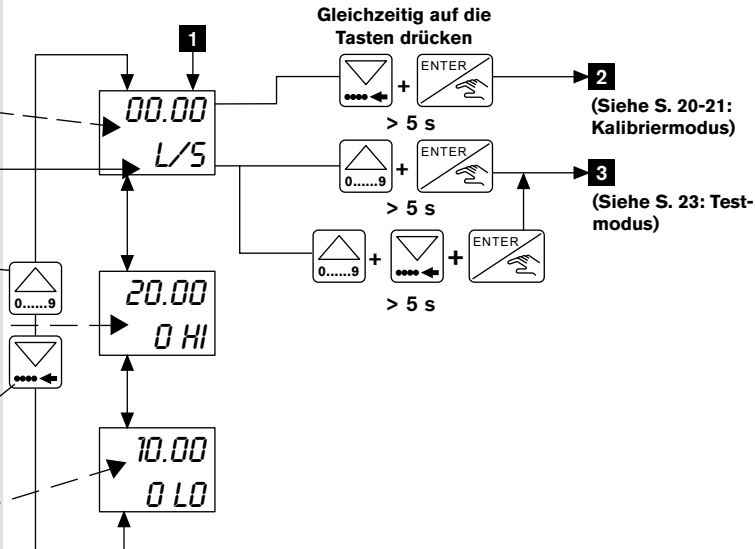 Gleichzeitig auf die
Tasten drücken
1
ENTER
+
2
> 5 s
(Siehe S. 20-21:
Kalibriermodus)
00.00
L/S
0......9
+
ENTER
3
> 5 s
(Siehe S. 23: Test-
modus)
0......9
+
+
ENTER
> 5 s
0......9
20.00
0 HI
10.00
0 LO